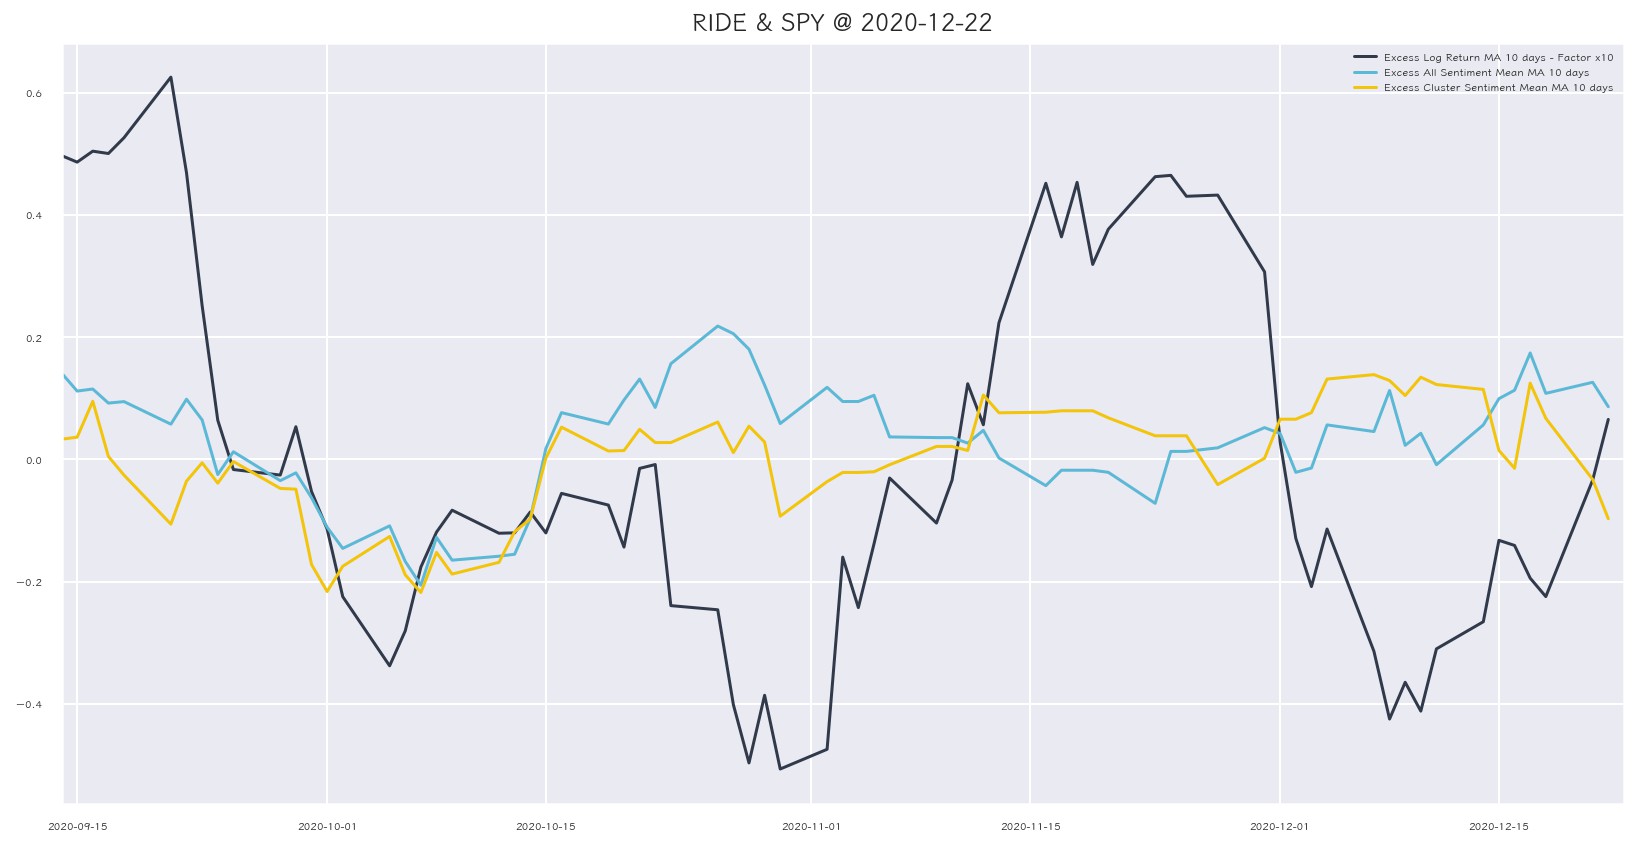 RIDE & SPY @ 2020-12-22
Excess Log Return MA 10 days - Factor x10
Excess All Sentiment Mean MA 10 days
Excess Cluster Sentiment Mean MA 10 days
0.6
0.4
0.2
0.0
−0.2
−0.4
2020-09-15 2020-10-01 2020-10-15 2020-11-01 2020-11-15 2020-12-01 2020-12-15